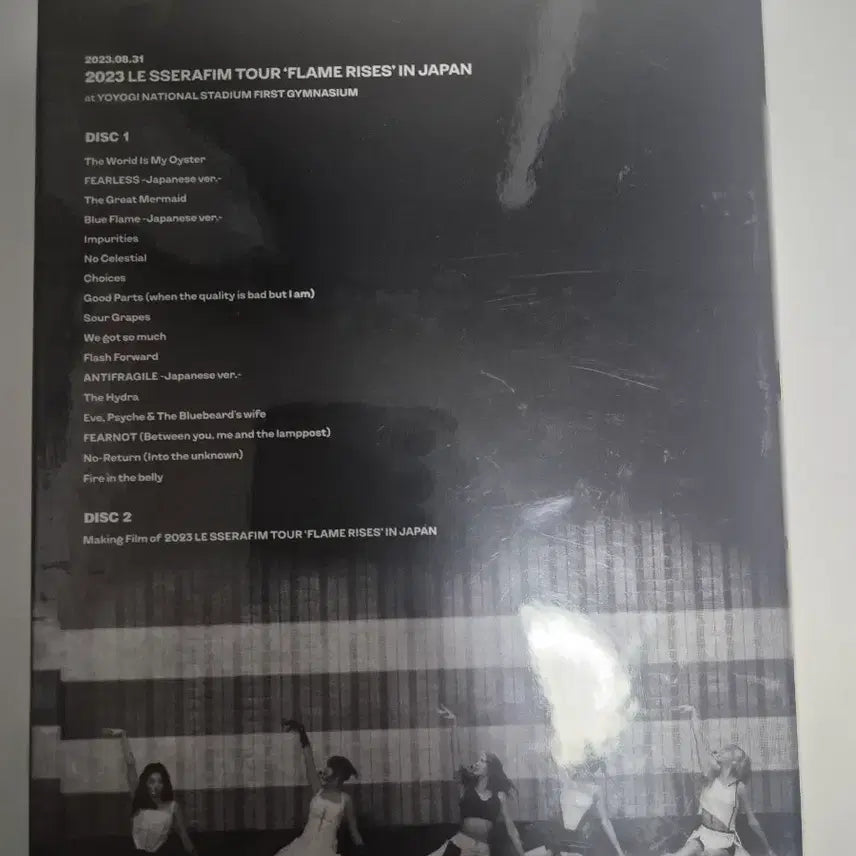 2023.08.31
2023 LE SSERAFIM TOUR ‘FLAME RISES’ IN JAPAN
at YOYOGI NATIONAL STADIUM FIRST GYMNASIUM
DISC 1
The World Is My Oyster
FEARLESS -Japanese ver.-
The Great Mermaid
Blue Flame -Japanese ver.-
Impurities
No Celestial
Choices
Good Parts (when the quality is bad but I am)
Sour Grapes
We got so much
Flash Forward
ANTIFRAGILE -Japanese ver.-
The Hydra
Eve, Psyche & The Bluebeard's wife
FEARNOT (Between you, me and the lamppost)
No-Return (Into the unknown)
Fire in the belly
DISC 2
Making Film of 2023 LE SSERAFIM TOUR ‘FLAME RISES’ IN JAPAN